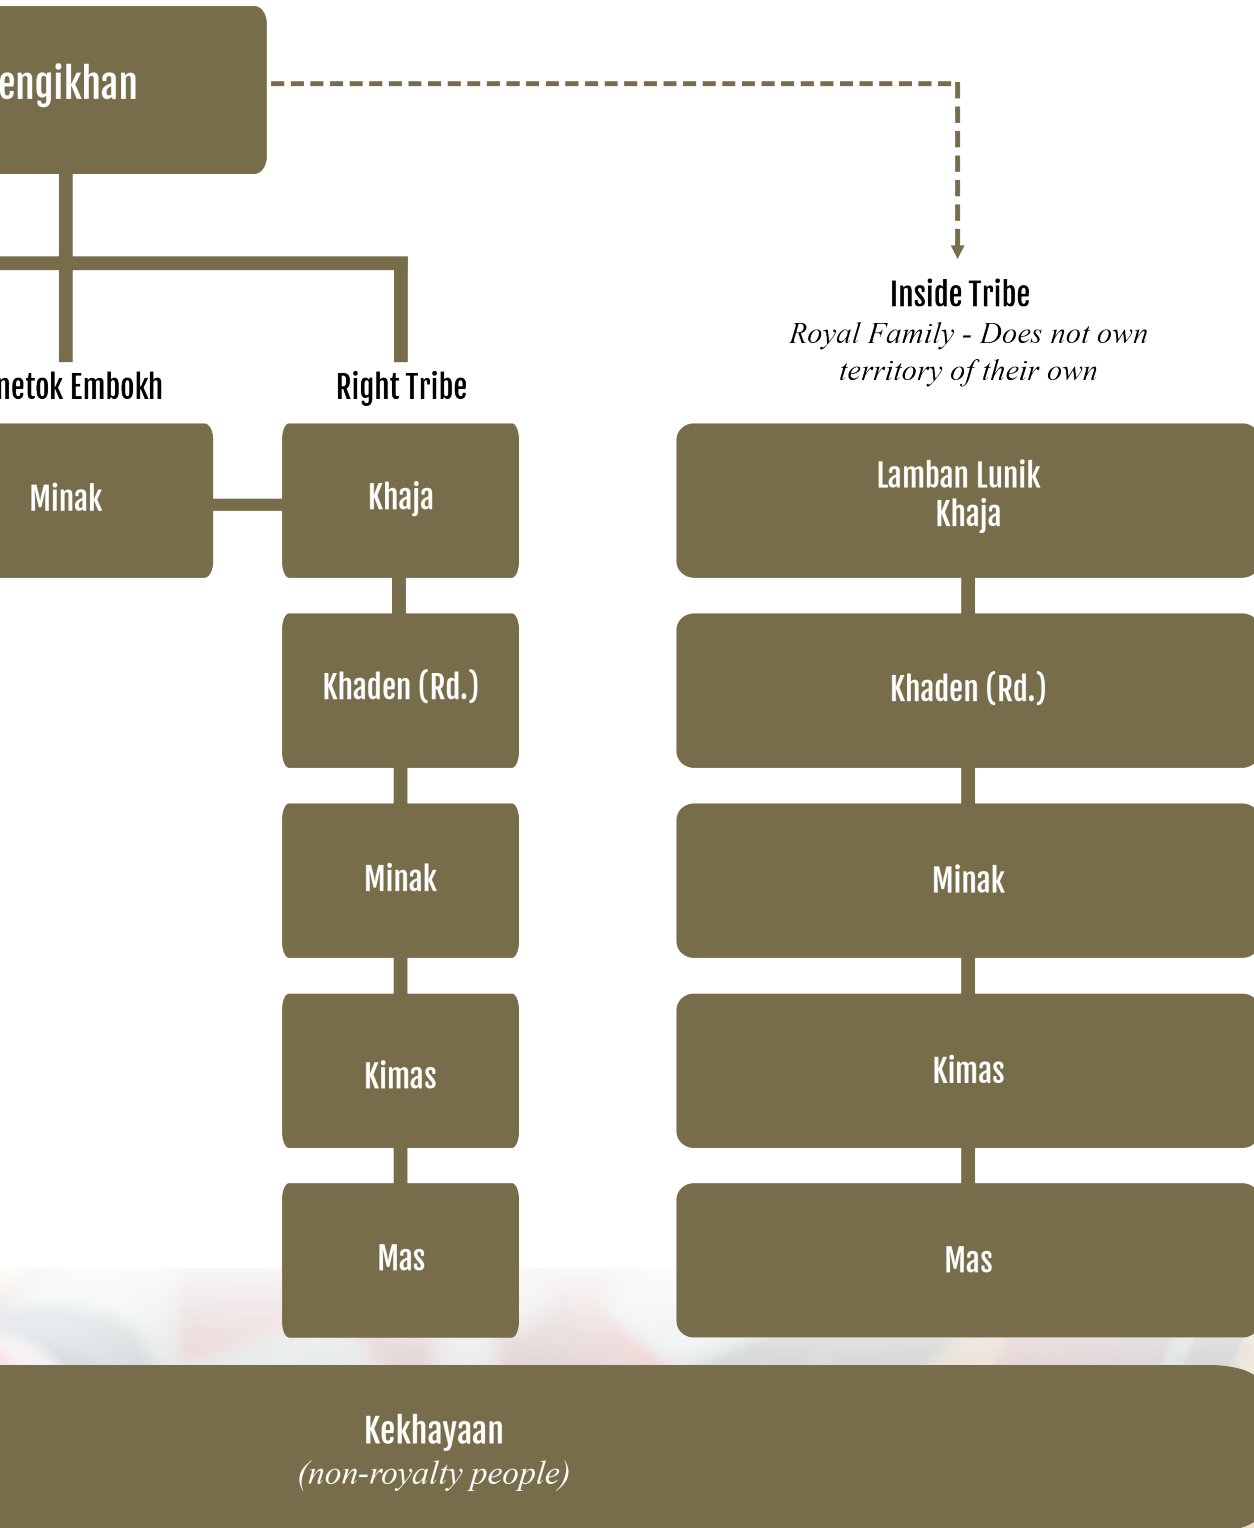 engikhan
Inside Tribe
Royal Family - Does not own
territory of their own
netok Embokh
Right Tribe
Minak
Khaja
Lamban Lunik
Khaja
Khaden (Rd.)
Khaden (Rd.)
Minak
Minak
Kimas
Kimas
Mas
Mas
Kekhayaan
(non-royalty people)